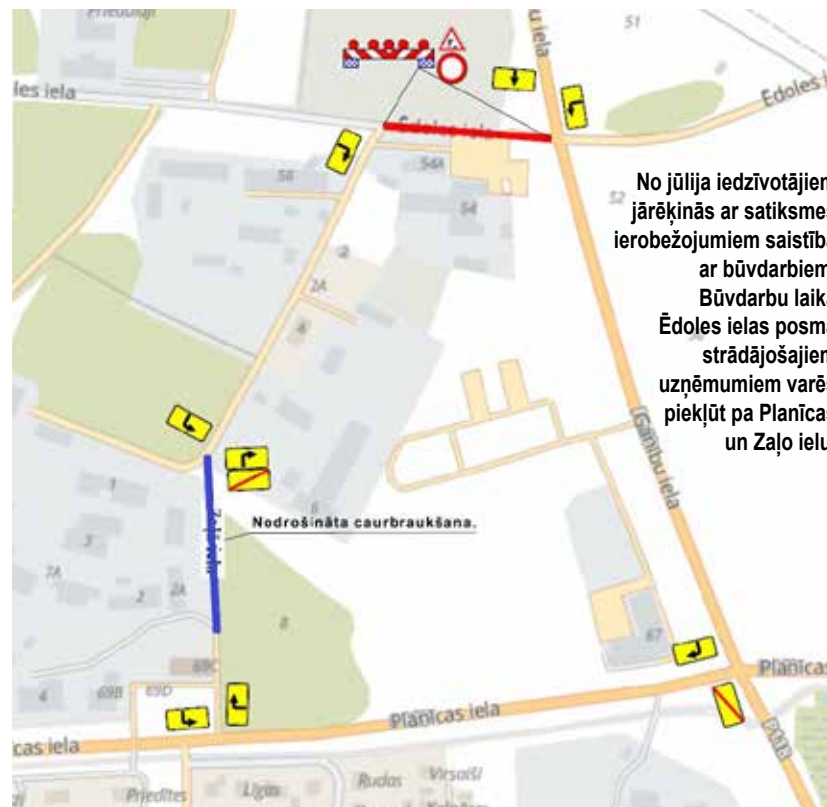 51
les iela
Ēdoles iela
Ēdoles i
54A
58
54
52
No jūlija iedzīvotājiem
jārēķinās ar satiksmes
ierobežojumiem saistībā
ar būvdarbiem
Būvdarbu laikā
Ēdoles ielas posmā
strādājošajiem
uzņēmumiem varēs
piekļūt pa Planīcas
un Zaļo ielu
2
2A
4
Ganību iela
1
6
Nodrošināta caurbraukšana.
Zaļā iela
3
7A
2
2A
8
67
69C
4
69B
69D
Planīcas
Planīcas iela
cas iela
P118
Priedītes
Līgas
Rudas
Virsaiši